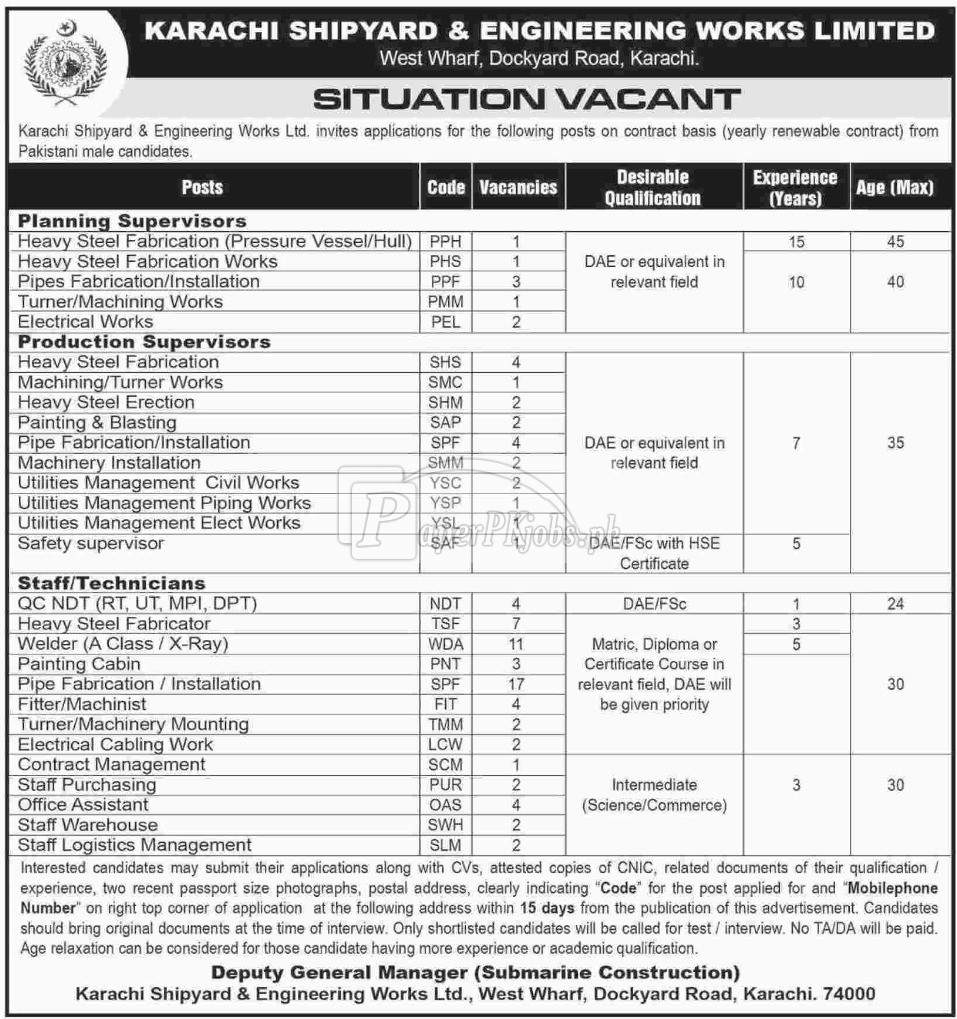 KARACHI SHIPYARD & ENGINEERING WORKS LIMITED
West Wharf, Dockyard Road, Karachi.
SITUATION VACANT
Karachi Shipyard & Engineering Works Ltd. invites applications for the following posts on contract basis (yearly renewable contract) from
Pakistani male candidates.
Posts Code Vacancies Desirable Qualification Experience (Years) Age (Max)
Planning Supervisors
Heavy Steel Fabrication (Pressure Vessel/Hull) PPH 1 15 45
Heavy Steel Fabrication Works PHS 1 DAE or equivalent in
Pipes Fabrication/Installation PPF 3 relevant field 10 40
Turner/Machining Works PMM 1
Electrical Works PEL 2
Production Supervisors
Heavy Steel Fabrication SHS 4
Machining/Turner Works SMC 1
Heavy Steel Erection SHM 2
Painting & Blasting SAP 2
Pipe Fabrication/Installation SPF 4 DAE or equivalent in 7 35
Machinery Installation SMM 2 relevant field
Utilities Management Civil Works YSC 2
Utilities Management Piping Works YSP 1
Utilities Management Elect Works YSL 1
Safety supervisor SAF 1 DAE/FSc with HSE 5
Certificate
PaperPKjobs.pk
Staff/Technicians
QC NDT (RT, UT, MPI, DPT) NDT 4 DAE/FSc 1 24
Heavy Steel Fabricator TSF 7 3
Welder (A Class / X-Ray) WDA 11 Matric, Diploma or 5
Painting Cabin PNT 3 Certificate Course in
Pipe Fabrication / Installation SPF 17 relevant field, DAE will 30
Fitter/Machinist FIT 4 be given priority
Turner/Machinery Mounting TMM 2
Electrical Cabling Work LCW 2
Contract Management SCM 1
Staff Purchasing PUR 2 Intermediate 3 30
Office Assistant OAS 4 (Science/Commerce)
Staff Warehouse SWH 2
Staff Logistics Management SLM 2
Interested candidates may submit their applications along with CVs, attested copies of CNIC, related documents of their qualification /
experience, two recent passport size photographs, postal address, clearly indicating “Code” for the post applied for and “Mobilephone
Number” on right top corner of application at the following address within 15 days from the publication of this advertisement. Candidates
should bring original documents at the time of interview. Only shortlisted candidates will be called for test / interview. No TA/DA will be paid.
Age relaxation can be considered for those candidate having more experience or academic qualification.
Deputy General Manager (Submarine Construction)
Karachi Shipyard & Engineering Works Ltd., West Wharf, Dockyard Road, Karachi. 74000